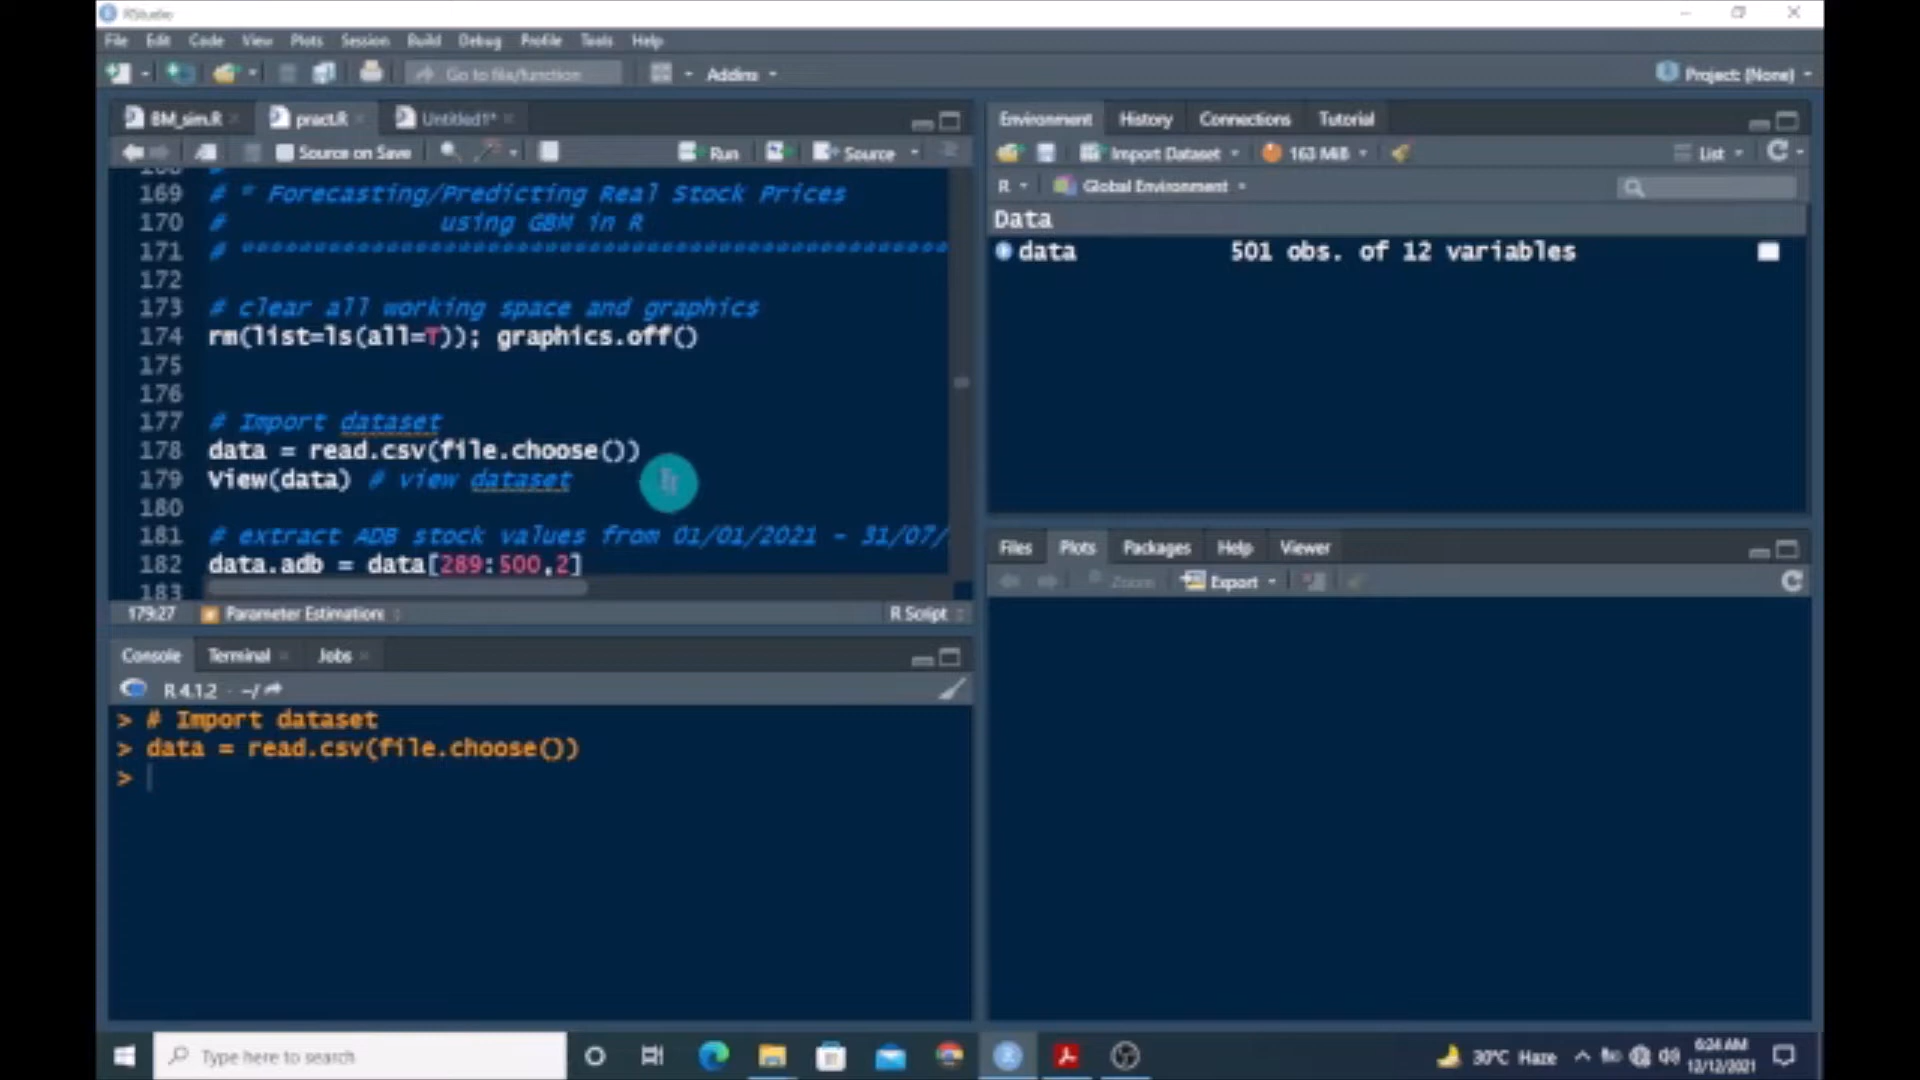 RStudio
File Edit Code View Plots Session Build Debug Profile Tools Help
Go to file/function Addins Project: (None)
BM_sim.R pract.R Untitled1*
Source on Save Run Source
169 # * Forecasting/Predicting Real Stock Prices
170 # using GBM in R
171 #
172
173 # clear all working space and graphics
174 rm(list=ls(all=T)); graphics.off()
175
176
177 # Import dataset
178 data = read.csv(file.choose())
179 View(data) # view dataset
180
181 # extract ADB stock values from 01/01/2021 - 31/07/
182 data.adb = data[289:500,2]
183
179:27 Parameter Estimation: R Script
Console Terminal Jobs
R 4.1.2 · ~/
> # Import dataset
> data = read.csv(file.choose())
>
Environment History Connections Tutorial
Import Dataset 163 MiB List
R Global Environment
Data
data 501 obs. of 12 variables
Files Plots Packages Help Viewer
Zoom Export
Type here to search
30°C Haze
6:24 AM
12/12/2021